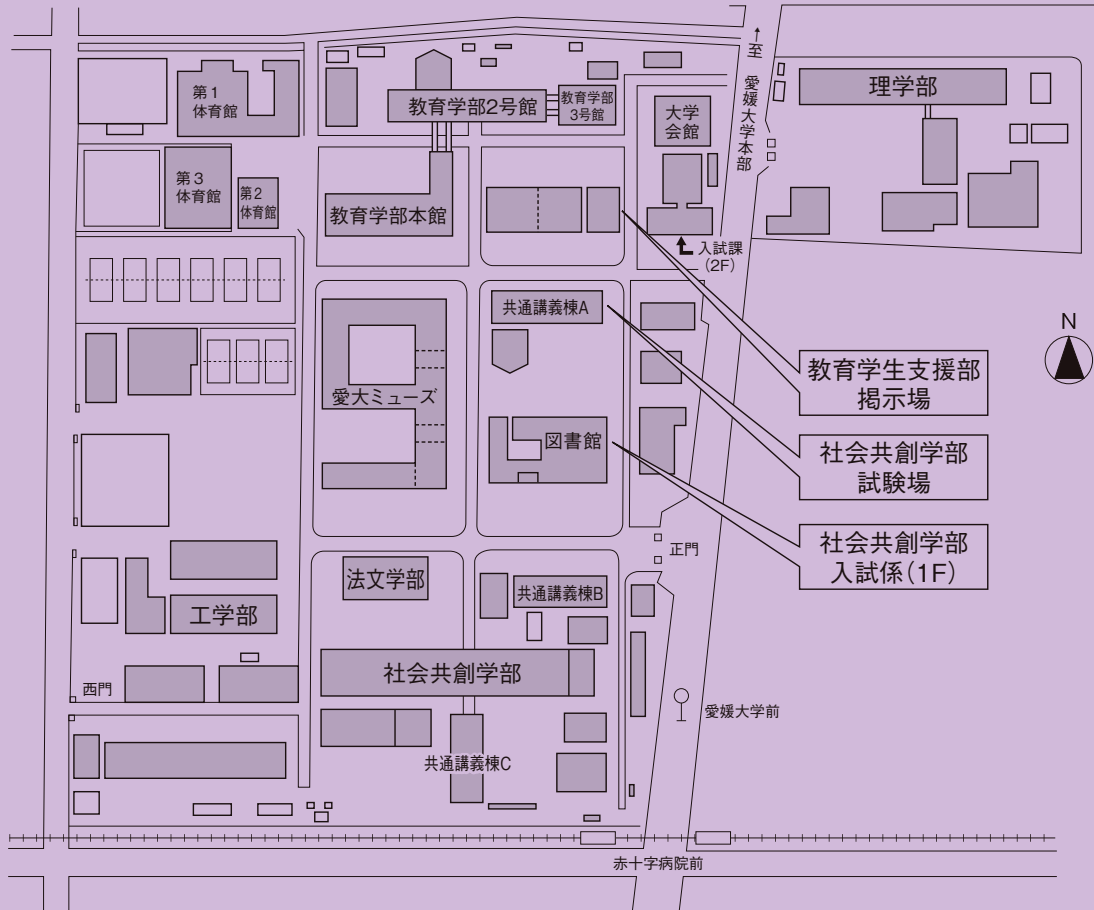 ↑至
愛媛大学本部
第1
体育館
教育学部2号館
教育学部
3号館
大学
会館
理学部
第3
体育館
第2
体育館
教育学部本館
入試課
(2F)
共通講義棟A
N
教育学生支援部
掲示場
愛大ミューズ
図書館
社会共創学部
試験場
社会共創学部
入試係(1F)
正門
法文学部
共通講義棟B
工学部
社会共創学部
西門
愛媛大学前
共通講義棟C
赤十字病院前